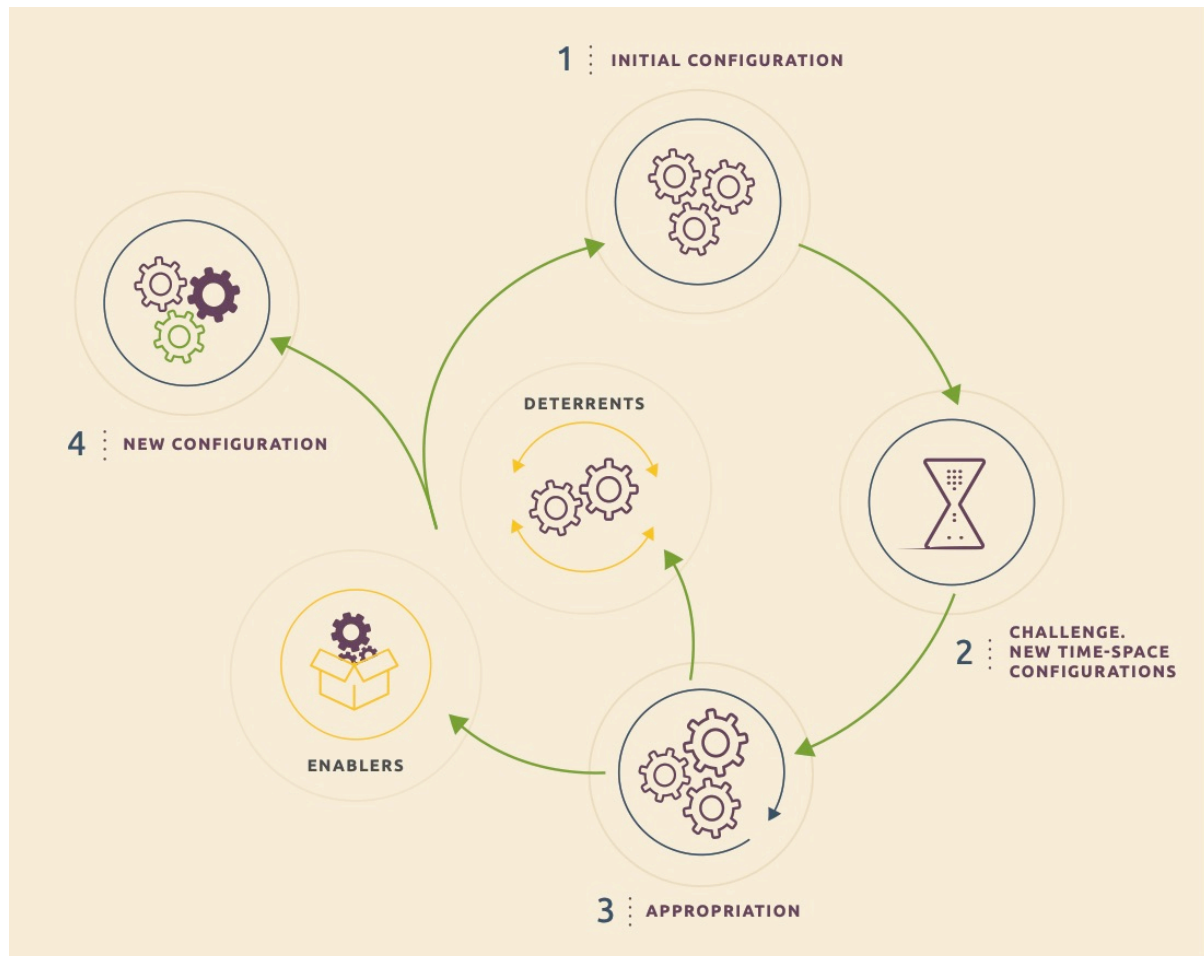 1 INITIAL CONFIGURATION
DETERRENTS
4 NEW CONFIGURATION
2 CHALLENGE.
NEW TIME-SPACE
CONFIGURATIONS
ENABLERS
3 APPROPRIATION